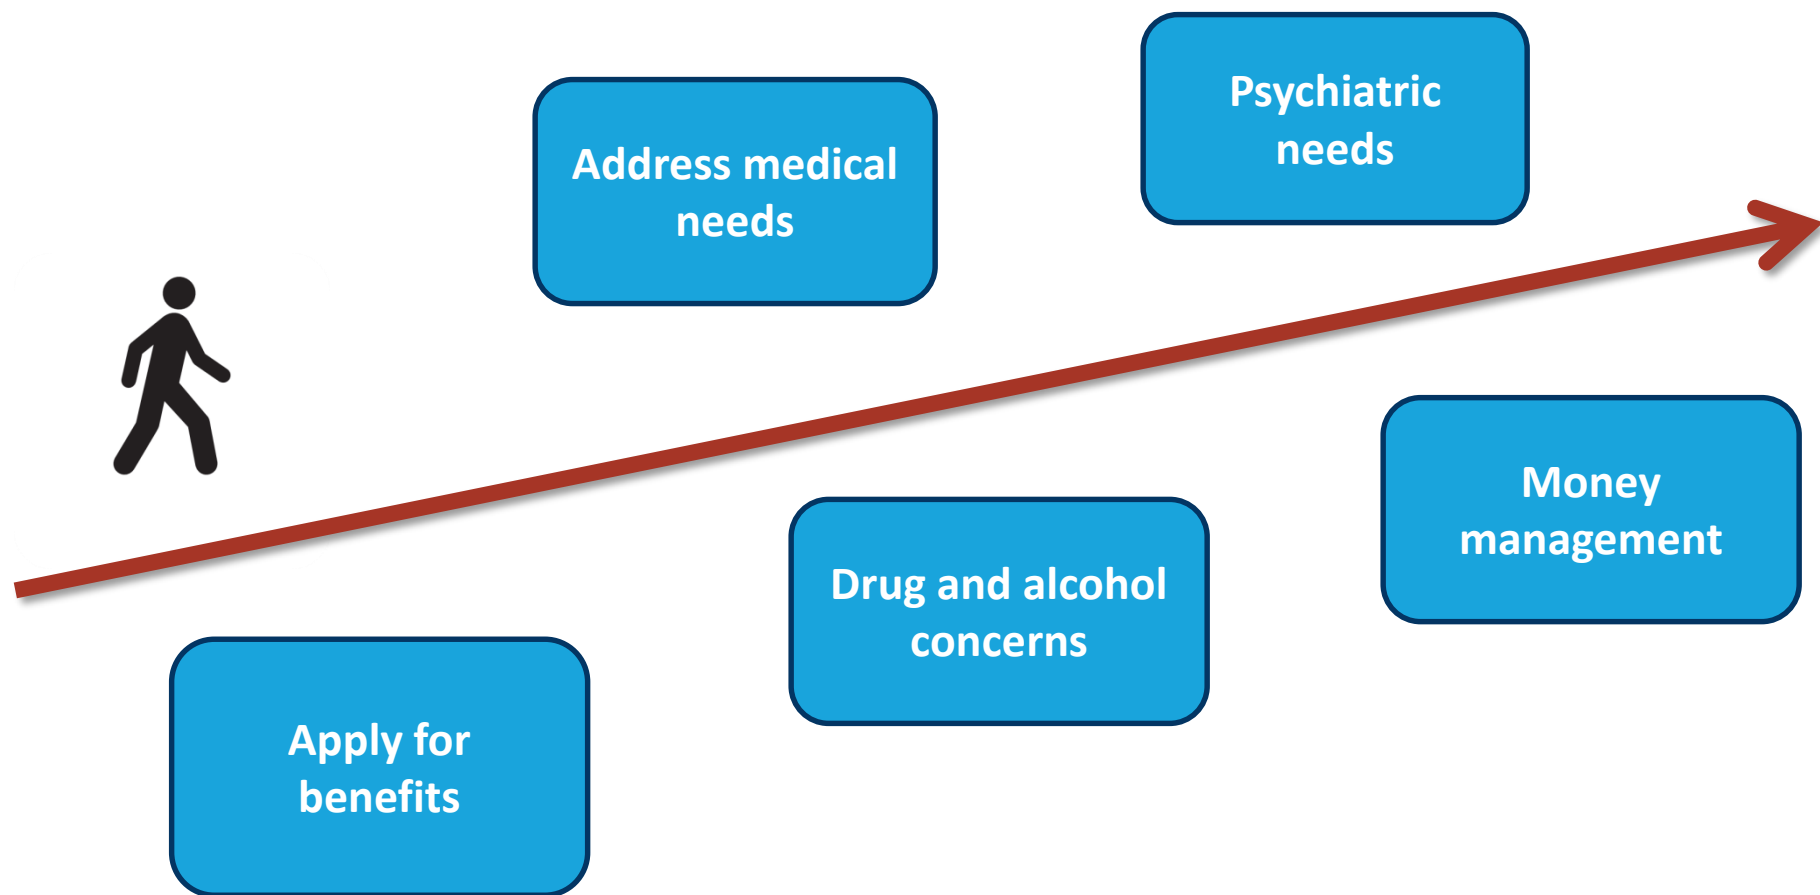 Psychiatric
needs
Address medical
needs
Money
management
Drug and alcohol
concerns
Apply for
benefits